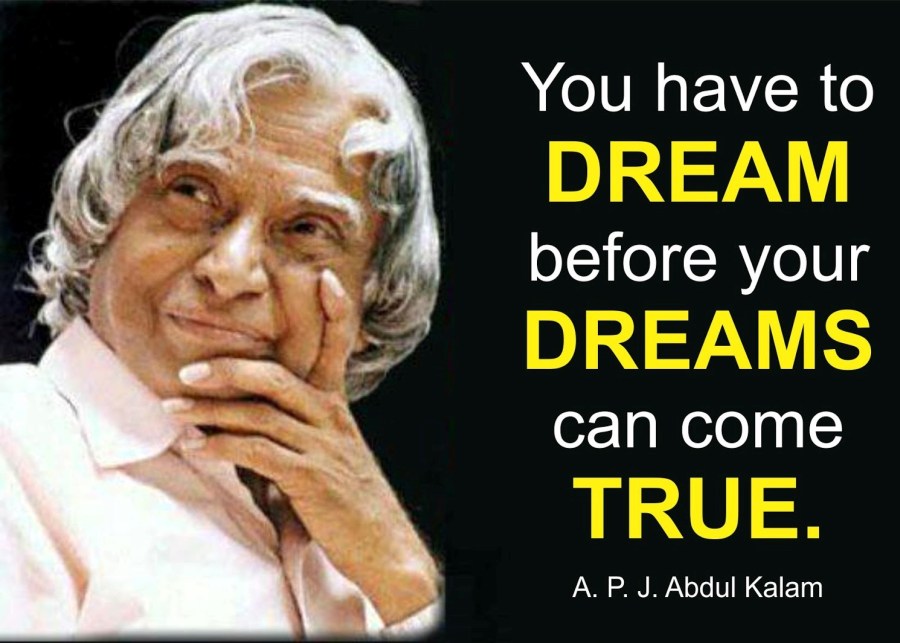 You have to
DREAM
before your
DREAMS
can come
TRUE.
A. P. J. Abdul Kalam